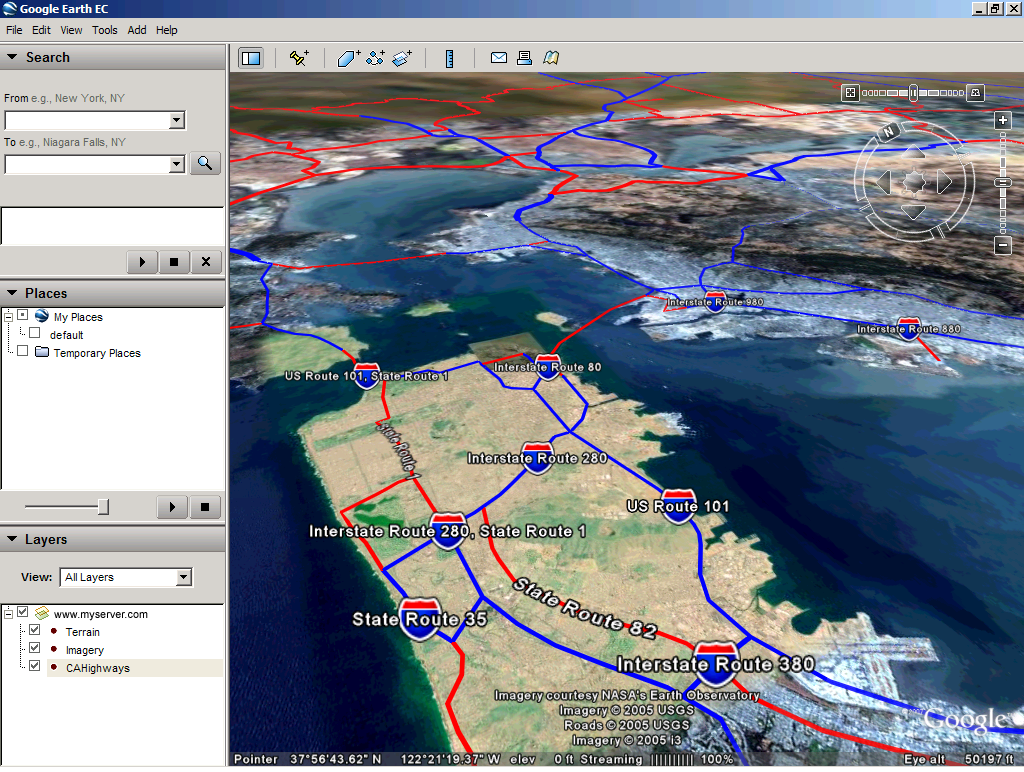 Google Earth EC
File Edit View Tools Add Help
Search
From e.g., New York, NY
To e.g., Niagara Falls, NY
Places
My Places
default
Temporary Places
Layers
View: All Layers
www.myserver.com
Terrain
Imagery
CAHighways
N
Interstate Route 980
Interstate Route 880
US Route 101, State Route 1
Interstate Route 80
State Route 1
Interstate Route 280
US Route 101
Interstate Route 280, State Route 1
State Route 82
State Route 35
Interstate Route 380
Imagery courtesy NASA's Earth Observatory
Imagery © 2005 USGS
Roads © 2005 USGS
Imagery © 2005 i3
Google
Pointer 37°56'43.62" N 122°21'19.37" W elev 0 ft Streaming |||||||||| 100% Eye alt 50197 ft